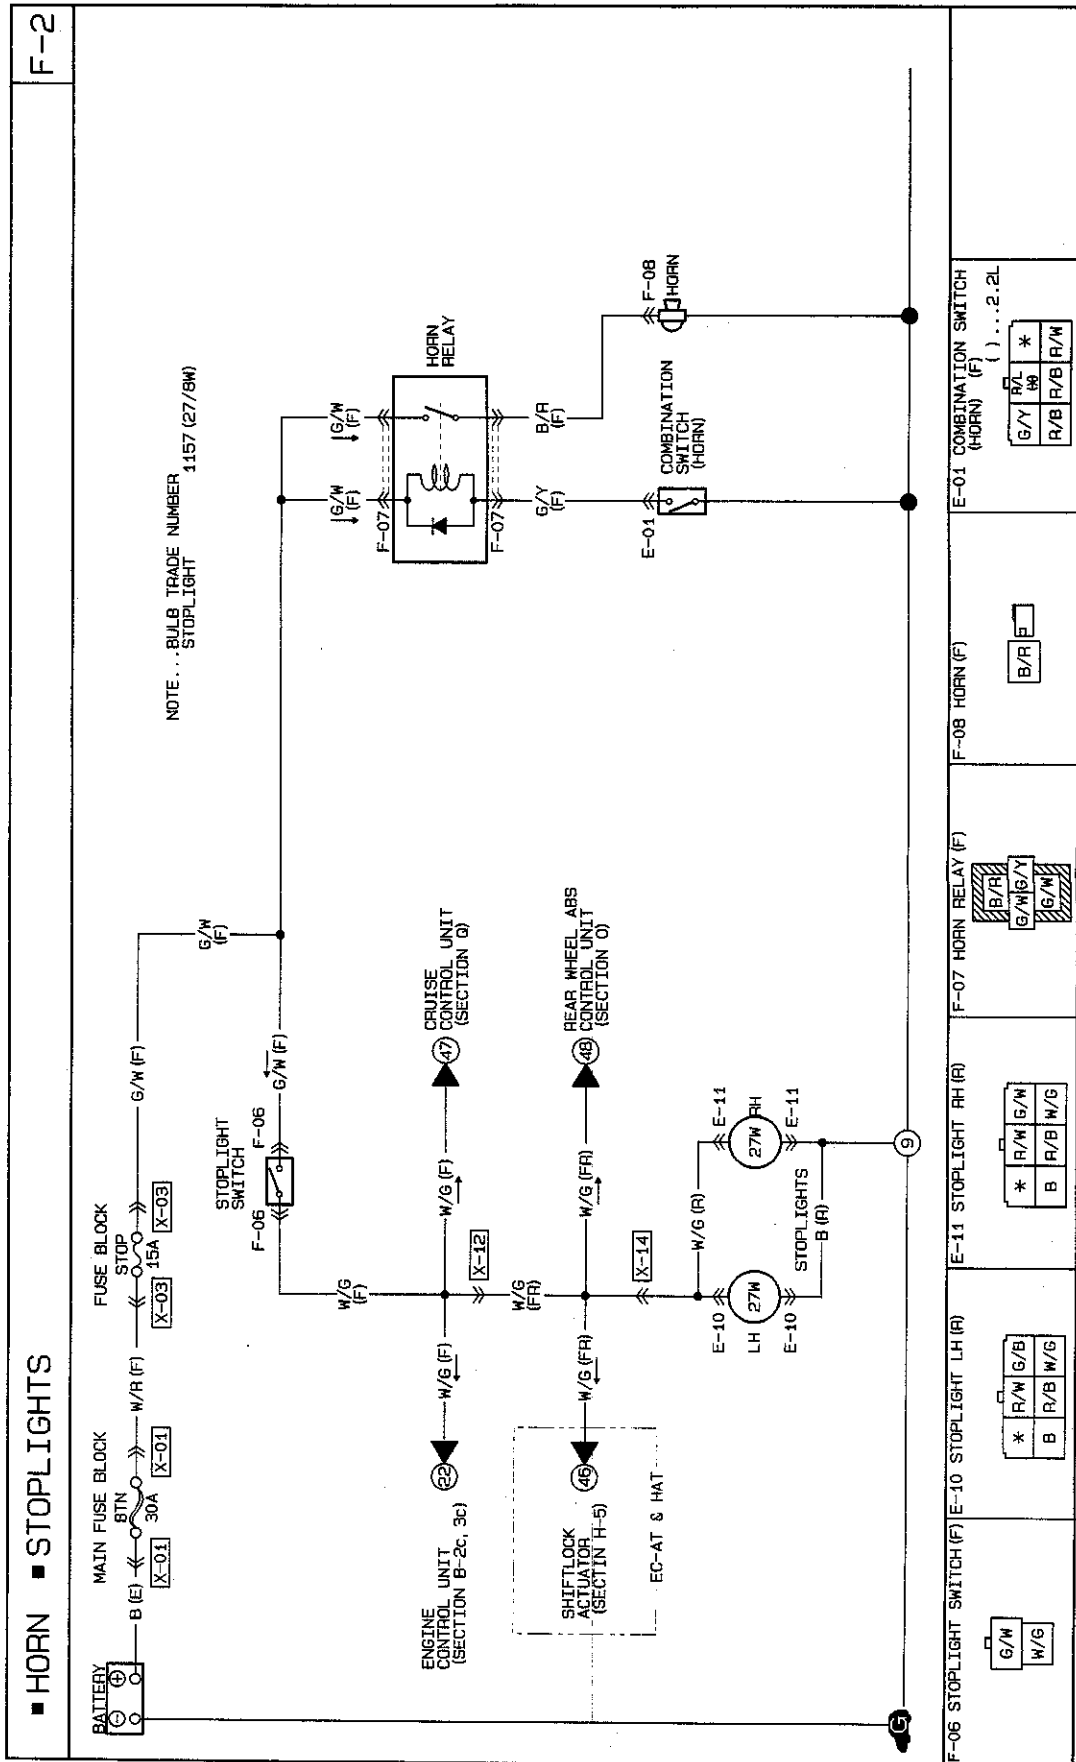 ■ HORN ■ STOPLIGHTS
F-2
BATTERY
B (E)
X-01
MAIN FUSE BLOCK
BTN
30A
X-01
W/R (F)
X-03
FUSE BLOCK
STOP
15A
X-03
G/W (F)
G/W
(F)
NOTE...BULB TRADE NUMBER
STOPLIGHT 1157 (27/8W)
STOPLIGHT
SWITCH
F-06
F-06
G/W (F)
W/G
(F)
ENGINE
CONTROL UNIT
(SECTION B-2c, 3c)
22
W/G (F)
W/G (F)
47
CRUISE
CONTROL UNIT
(SECTION Q)
X-12
W/G
(FR)
SHIFTLOCK
ACTUATOR
(SECTIN H-5)
46
W/G (FR)
W/G (FR)
48
REAR WHEEL ABS
CONTROL UNIT
(SECTION O)
EC-AT & HAT
X-14
W/G (R)
E-10
LH
27W
E-10
STOPLIGHTS
B (R)
E-11
27W
RH
E-11
9
G/W
(F)
G/W
(F)
F-07
F-07
HORN
RELAY
G/Y
(F)
B/R
(F)
E-01
COMBINATION
SWITCH
(HORN)
F-08
HORN
G
F-06 STOPLIGHT SWITCH (F)
G/W
W/G
E-10 STOPLIGHT LH (R)
* R/W G/B
B R/B W/G
E-11 STOPLIGHT RH (R)
* R/W G/W
B R/B W/G
F-07 HORN RELAY (F)
B/R
G/W G/Y
G/W
F-08 HORN (F)
B/R
E-01 COMBINATION SWITCH
(HORN) (F)
( )...2.2L
G/Y R/L *
R/B R/B R/W